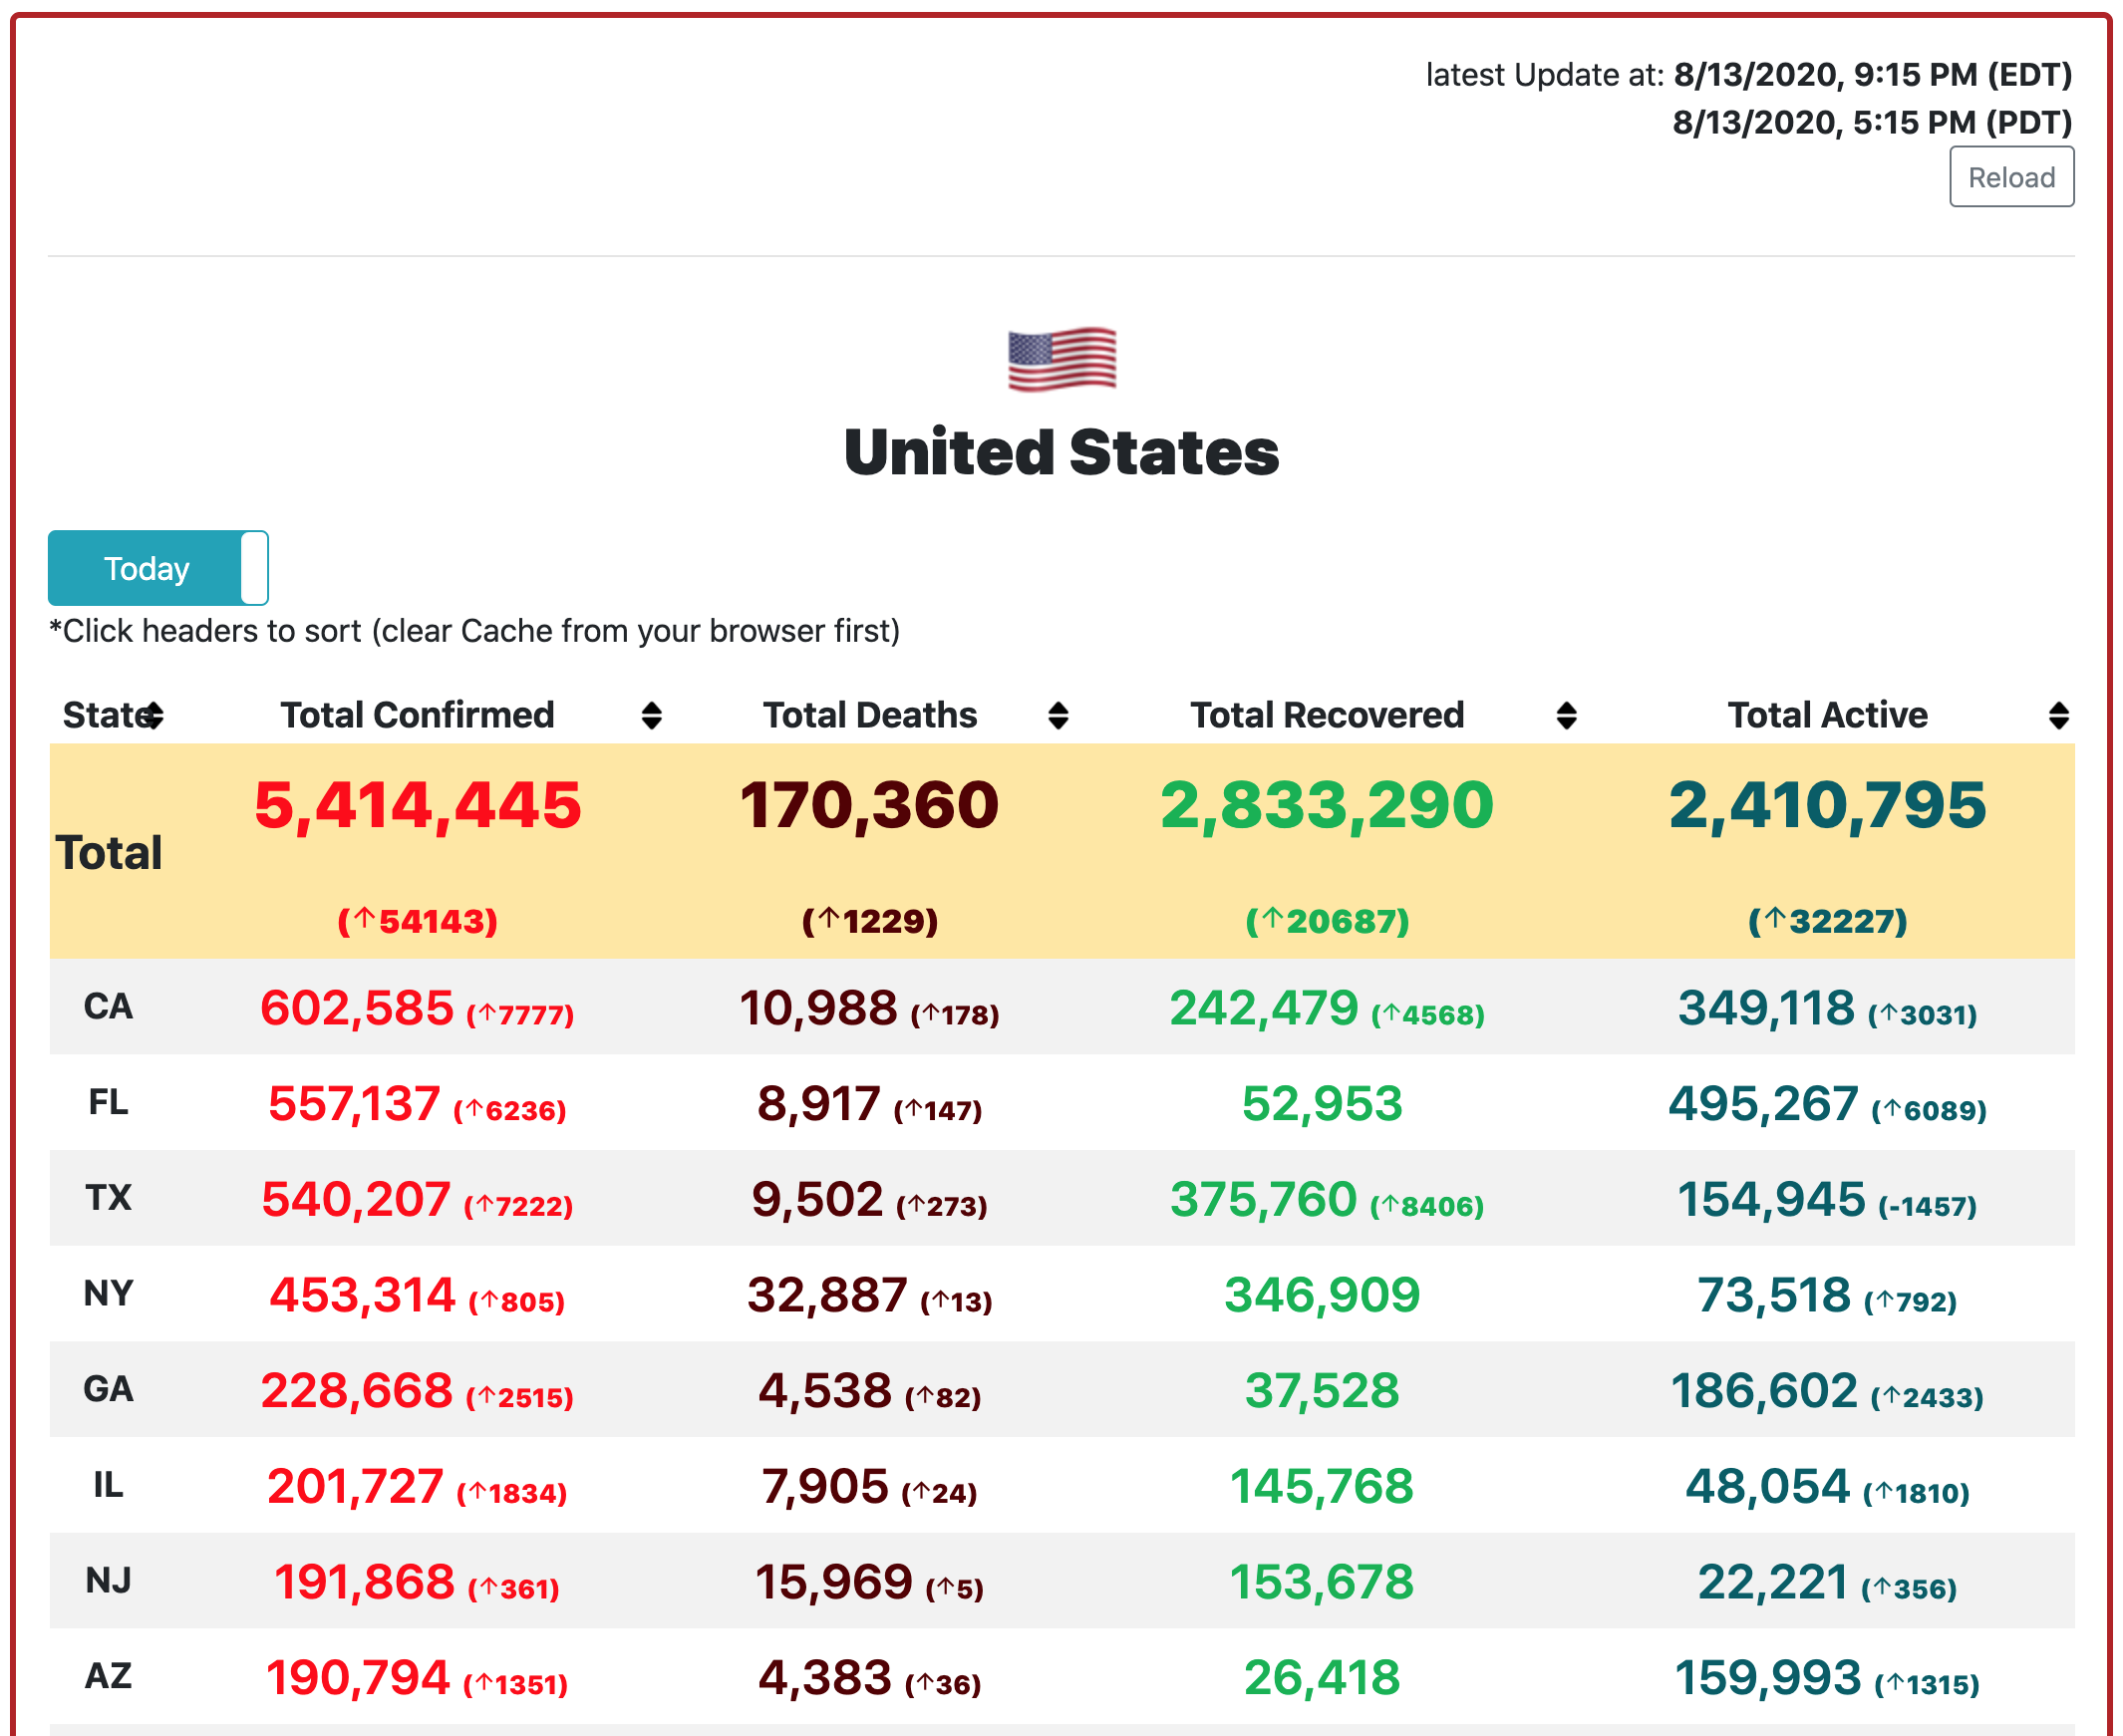 latest Update at: 8/13/2020, 9:15 PM (EDT)
8/13/2020, 5:15 PM (PDT)
Reload
United States
Today
*Click headers to sort (clear Cache from your browser first)
State Total Confirmed Total Deaths Total Recovered Total Active
Total 5,414,445 170,360 2,833,290 2,410,795
(↑54143) (↑1229) (↑20687) (↑32227)
CA 602,585 (↑7777) 10,988 (↑178) 242,479 (↑4568) 349,118 (↑3031)
FL 557,137 (↑6236) 8,917 (↑147) 52,953 495,267 (↑6089)
TX 540,207 (↑7222) 9,502 (↑273) 375,760 (↑8406) 154,945 (-1457)
NY 453,314 (↑805) 32,887 (↑13) 346,909 73,518 (↑792)
GA 228,668 (↑2515) 4,538 (↑82) 37,528 186,602 (↑2433)
IL 201,727 (↑1834) 7,905 (↑24) 145,768 48,054 (↑1810)
NJ 191,868 (↑361) 15,969 (↑5) 153,678 22,221 (↑356)
AZ 190,794 (↑1351) 4,383 (↑36) 26,418 159,993 (↑1315)